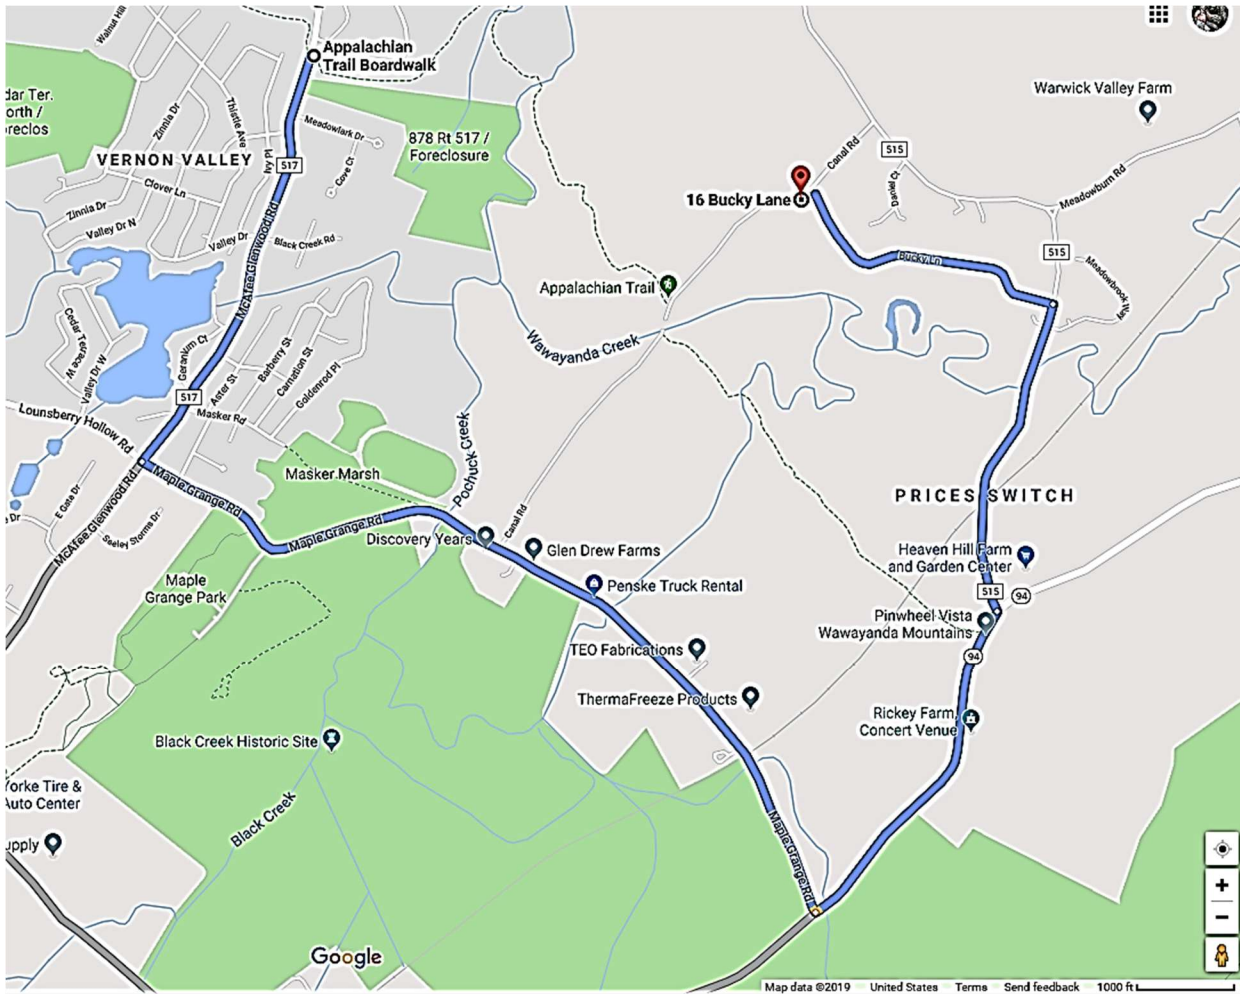 Walnut Hill
Appalachian
Trail Boardwalk
Warwick Valley Farm
dar Ter.
orth /
oreclos
Zinnia Dr
Thistle Ave
Meadowlark Dr
878 Rt 517 /
Foreclosure
Canal Rd
515
VERNON VALLEY
Ivy Pl
517
Cove Ct
Clover Ln
16 Bucky Lane
Daniel Ct
Meadowburn Rd
Zinnia Dr
Valley Dr N
Valley Dr
Black Creek Rd
McAfee Glenwood Rd
515
Bucky Ln
Meadowbrook Way
Appalachian Trail
Cedar Terrace W
Valley Dr W
Geranium Ct
Wawayanda Creek
Barberry St
Carnation St
Goldenrod Pl
Aster St
517
Masker Rd
Lounsberry Hollow Rd
Pochuck Creek
Masker Marsh
Maple Grange Rd
E Gate Dr
Seeley Storms Dr
McAfee Glenwood Rd
e Dr
PRICES SWITCH
Maple Grange Rd
Canal Rd
Discovery Years
Glen Drew Farms
Heaven Hill Farm
and Garden Center
Maple
Grange Park
Penske Truck Rental
515
94
Pinwheel Vista
Wawayanda Mountains
TEO Fabrications
94
ThermaFreeze Products
Rickey Farm,
Concert Venue
Black Creek Historic Site
Yorke Tire &
Auto Center
Black Creek
upply
Maple Grange Rd
Google
Map data ©2019 United States Terms Send feedback 1000 ft